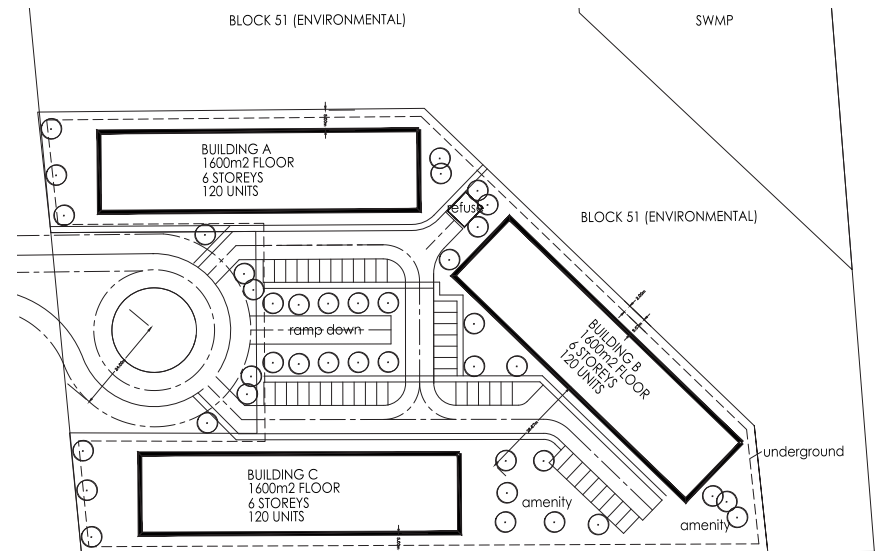 BLOCK 51 (ENVIRONMENTAL)
SWMP
BUILDING A
1600m2 FLOOR
6 STOREYS
120 UNITS
refuse
BLOCK 51 (ENVIRONMENTAL)
ramp down
BUILDING B
1600m2 FLOOR
6 STOREYS
120 UNITS
underground
BUILDING C
1600m2 FLOOR
6 STOREYS
120 UNITS
amenity
amenity